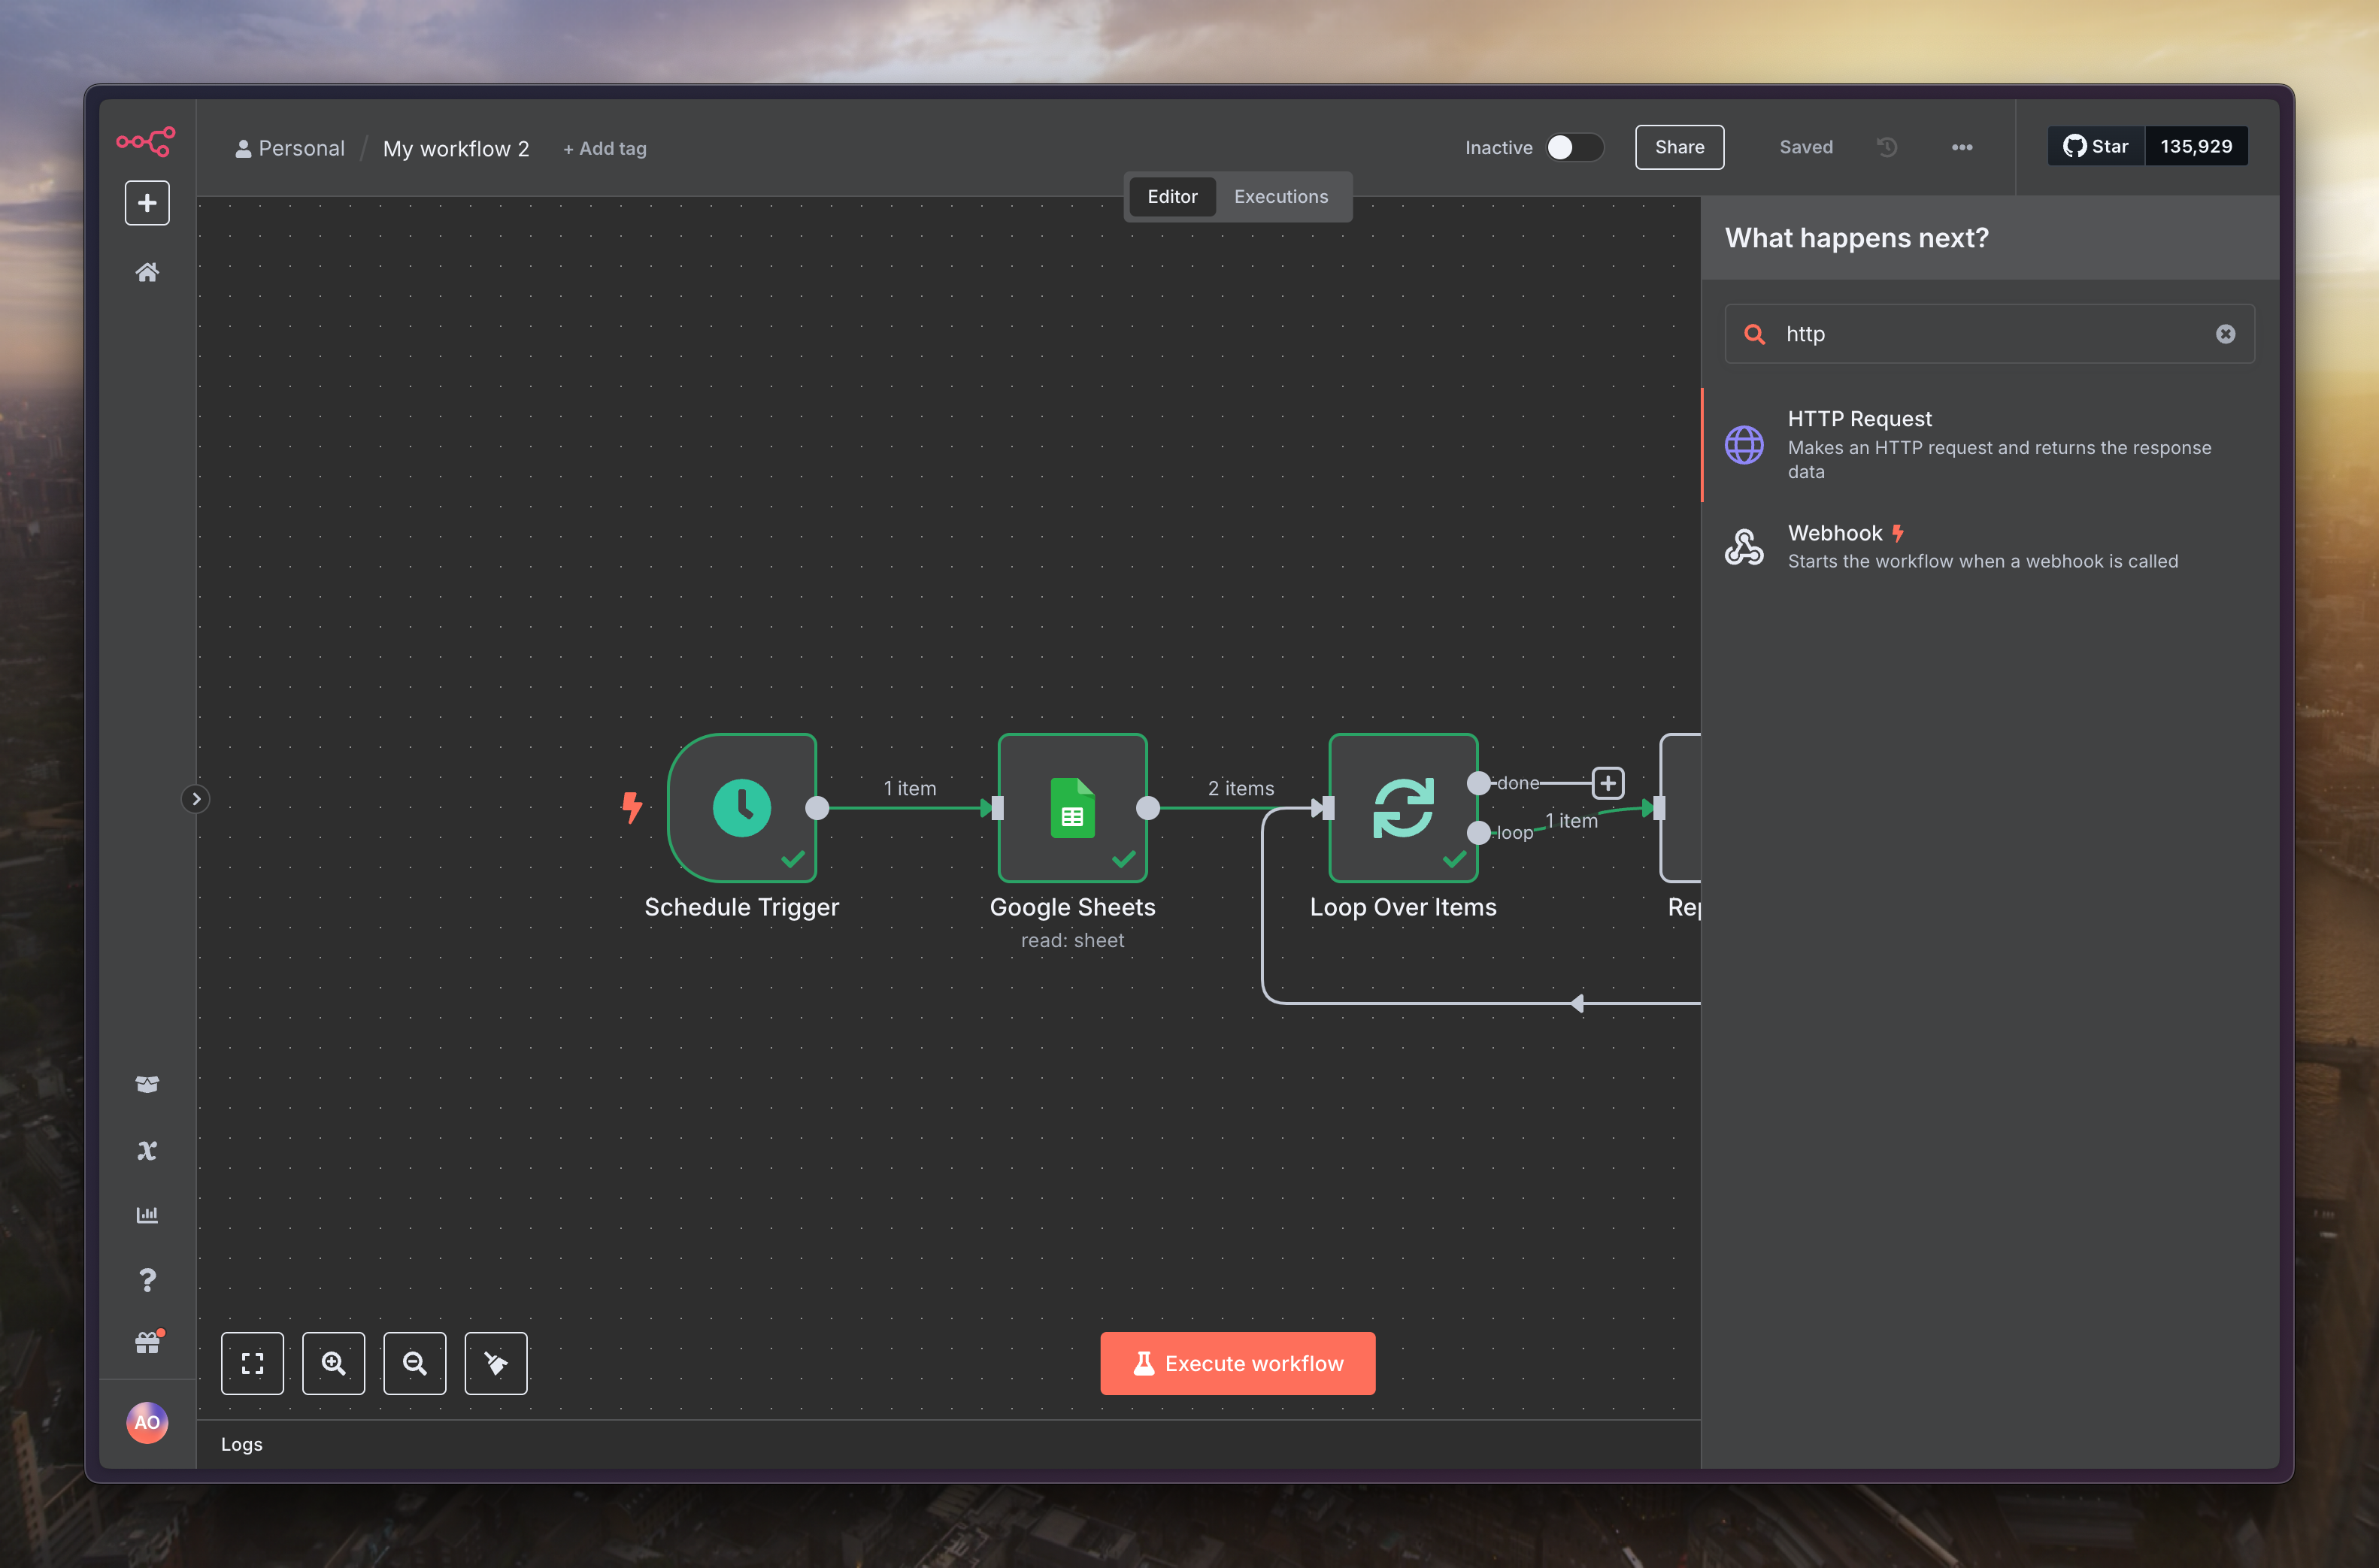 Personal / My workflow 2 + Add tag
Inactive
Share
Saved
Star 135,929
Editor Executions
What happens next?
http
HTTP Request
Makes an HTTP request and returns the response
data
Webhook
Starts the workflow when a webhook is called
1 item
2 items
done
loop
1 item
Schedule Trigger
Google Sheets
read: sheet
Loop Over Items
Rep
Execute workflow
AO
Logs